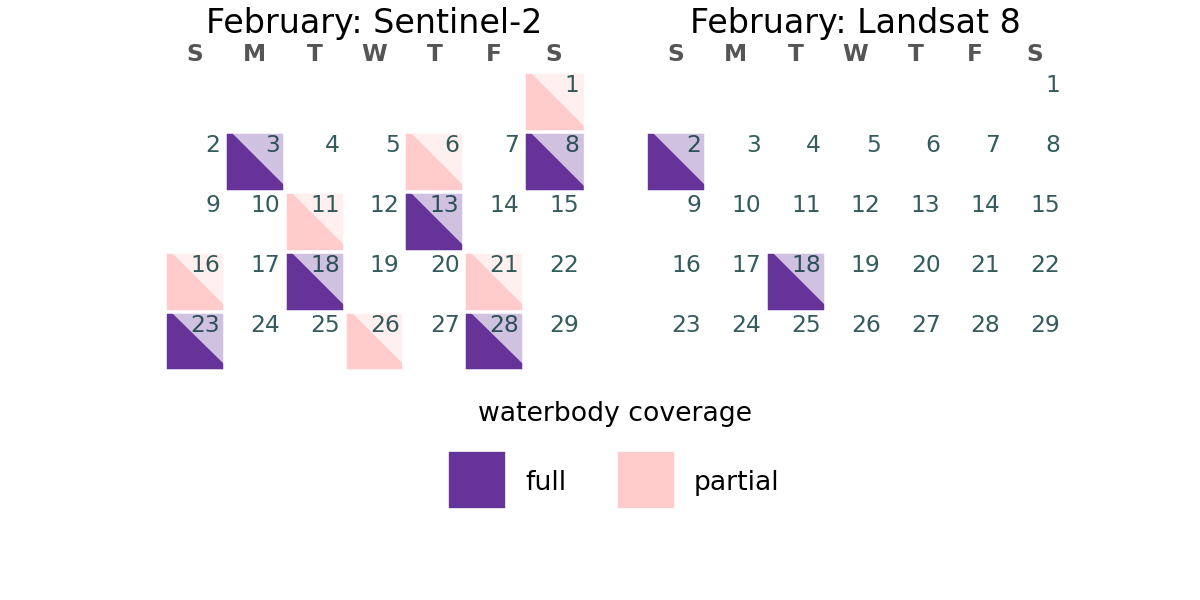 February: Sentinel-2
S M T W T F S
1
2 3 4 5 6 7 8
9 10 11 12 13 14 15
16 17 18 19 20 21 22
23 24 25 26 27 28 29
February: Landsat 8
S M T W T F S
1
2 3 4 5 6 7 8
9 10 11 12 13 14 15
16 17 18 19 20 21 22
23 24 25 26 27 28 29
waterbody coverage
full partial